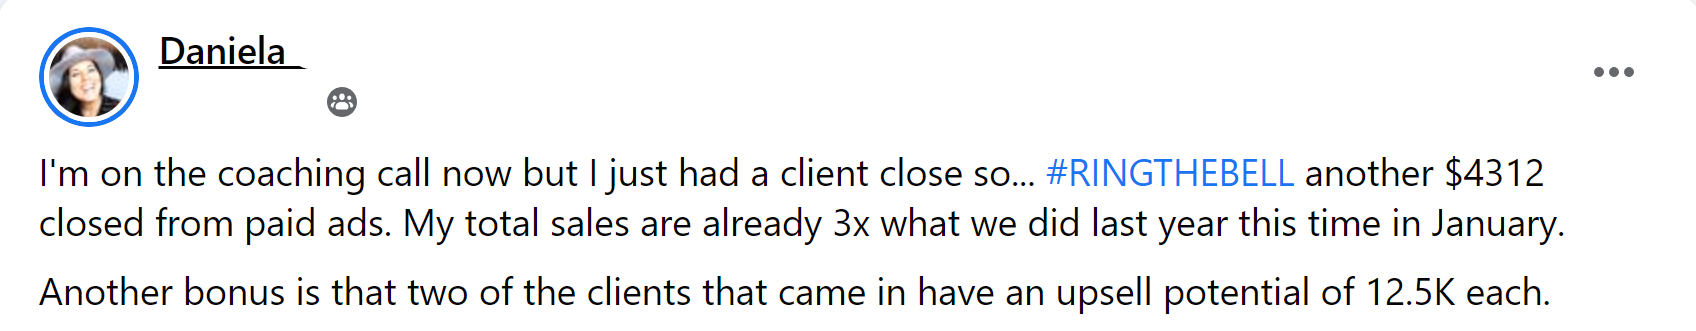 Daniela
I'm on the coaching call now but I just had a client close so... #RINGTHEBELL another $4312
closed from paid ads. My total sales are already 3x what we did last year this time in January.
Another bonus is that two of the clients that came in have an upsell potential of 12.5K each.